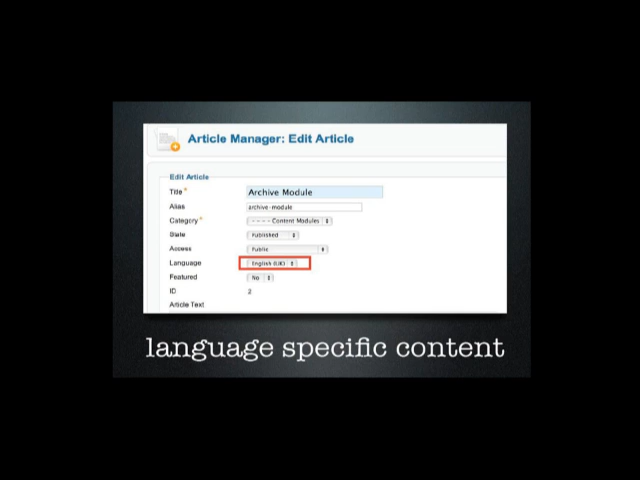 Article Manager: Edit Article
Edit Article
Title * Archive Module
Alias archive-module
Category * - - - - Content Modules
State Published
Access Public
Language English (UK)
Featured No
ID 2
Article Text
language specific content